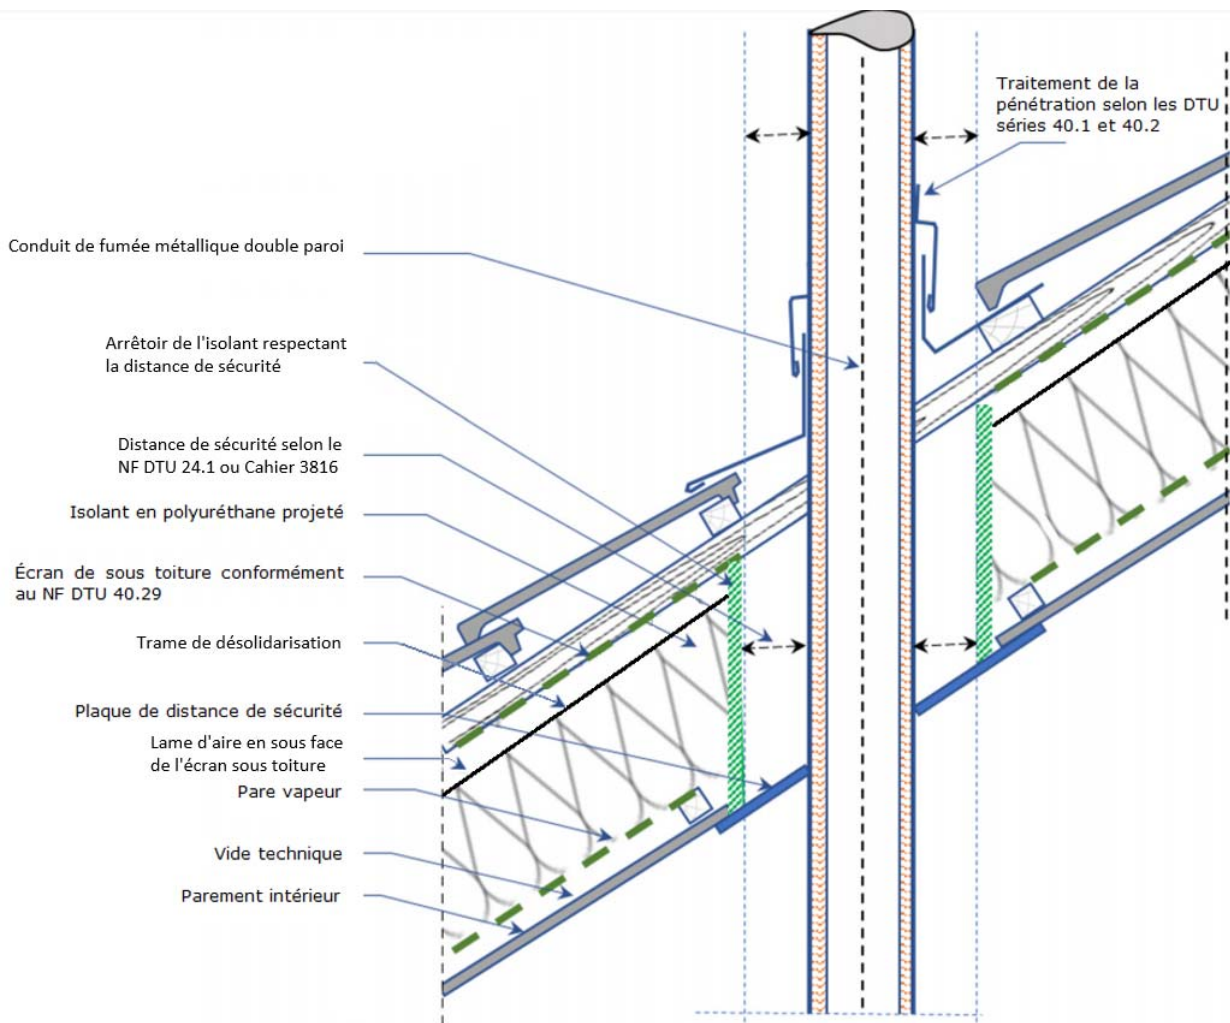 Traitement de la
pénétration selon les DTU
séries 40.1 et 40.2
Conduit de fumée métallique double paroi
Arrêtoir de l'isolant respectant
la distance de sécurité
Distance de sécurité selon le
NF DTU 24.1 ou Cahier 3816
Isolant en polyuréthane projeté
Écran de sous toiture conformément
au NF DTU 40.29
Trame de désolidarisation
Plaque de distance de sécurité
Lame d'aire en sous face
de l'écran sous toiture
Pare vapeur
Vide technique
Parement intérieur